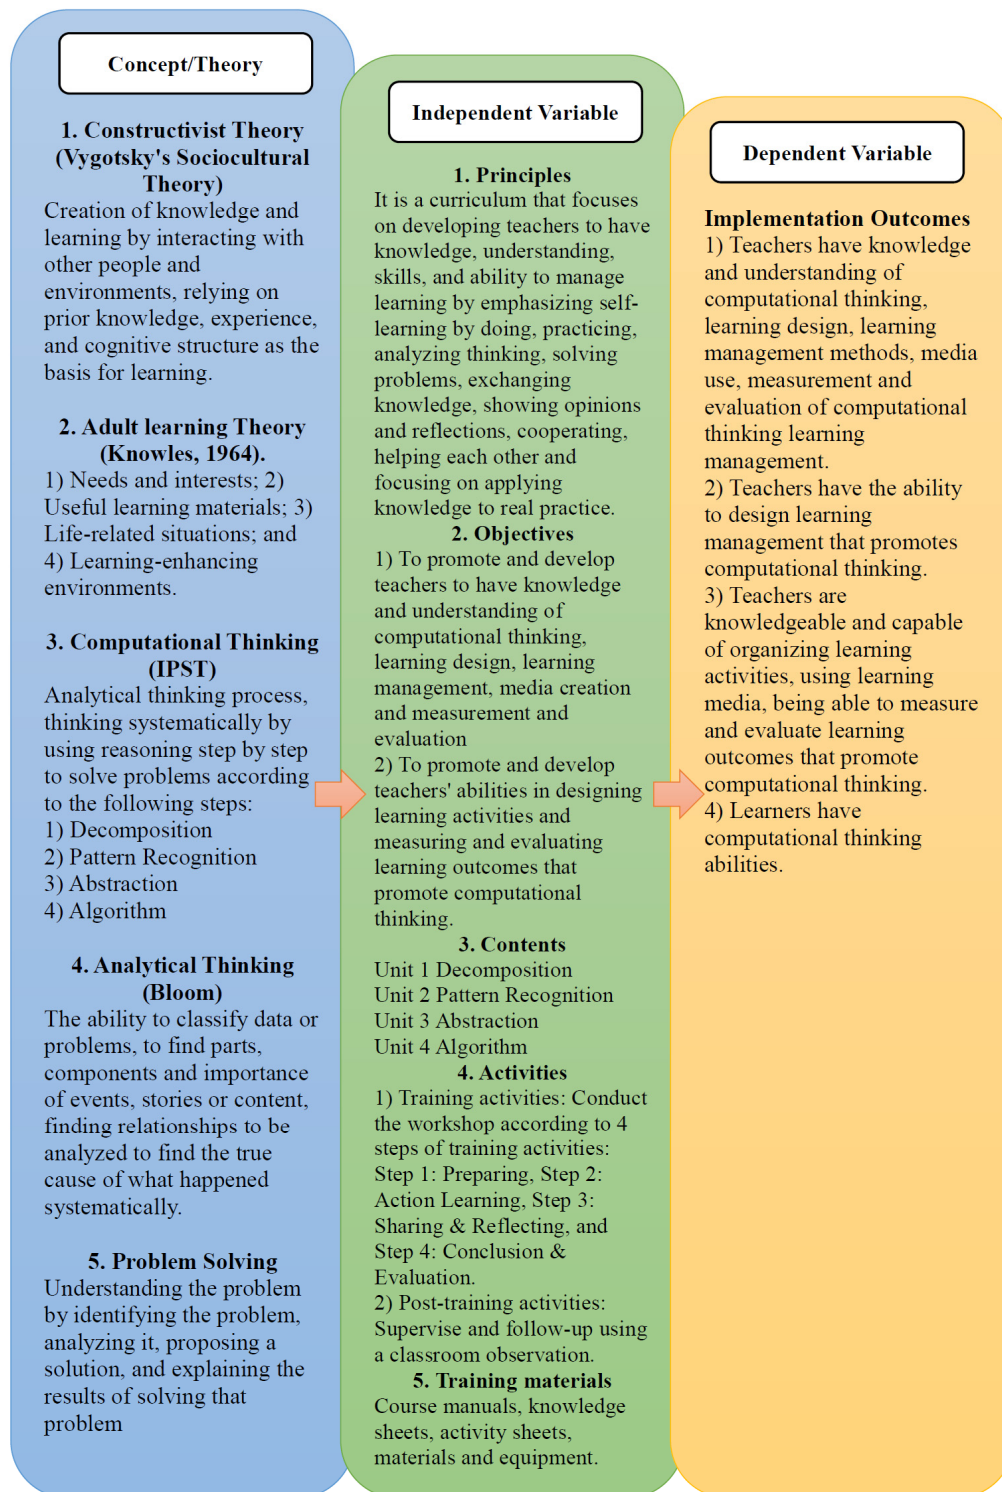 Concept/Theory
1. Constructivist Theory
(Vygotsky's Sociocultural
Theory)
Creation of knowledge and
learning by interacting with
other people and
environments, relying on
prior knowledge, experience,
and cognitive structure as the
basis for learning.
2. Adult learning Theory
(Knowles, 1964).
1) Needs and interests; 2)
Useful learning materials; 3)
Life-related situations; and
4) Learning-enhancing
environments.
3. Computational Thinking
(IPST)
Analytical thinking process,
thinking systematically by
using reasoning step by step
to solve problems according
to the following steps:
1) Decomposition
2) Pattern Recognition
3) Abstraction
4) Algorithm
4. Analytical Thinking
(Bloom)
The ability to classify data or
problems, to find parts,
components and importance
of events, stories or content,
finding relationships to be
analyzed to find the true
cause of what happened
systematically.
5. Problem Solving
Understanding the problem
by identifying the problem,
analyzing it, proposing a
solution, and explaining the
results of solving that
problem
Independent Variable
1. Principles
It is a curriculum that focuses
on developing teachers to have
knowledge, understanding,
skills, and ability to manage
learning by emphasizing self-
learning by doing, practicing,
analyzing thinking, solving
problems, exchanging
knowledge, showing opinions
and reflections, cooperating,
helping each other and
focusing on applying
knowledge to real practice.
2. Objectives
1) To promote and develop
teachers to have knowledge
and understanding of
computational thinking,
learning design, learning
management, media creation
and measurement and
evaluation
2) To promote and develop
teachers' abilities in designing
learning activities and
measuring and evaluating
learning outcomes that
promote computational
thinking.
3. Contents
Unit 1 Decomposition
Unit 2 Pattern Recognition
Unit 3 Abstraction
Unit 4 Algorithm
4. Activities
1) Training activities: Conduct
the workshop according to 4
steps of training activities:
Step 1: Preparing, Step 2:
Action Learning, Step 3:
Sharing & Reflecting, and
Step 4: Conclusion &
Evaluation.
2) Post-training activities:
Supervise and follow-up using
a classroom observation.
5. Training materials
Course manuals, knowledge
sheets, activity sheets,
materials and equipment.
Dependent Variable
Implementation Outcomes
1) Teachers have knowledge
and understanding of
computational thinking,
learning design, learning
management methods, media
use, measurement and
evaluation of computational
thinking learning
management.
2) Teachers have the ability
to design learning
management that promotes
computational thinking.
3) Teachers are
knowledgeable and capable
of organizing learning
activities, using learning
media, being able to measure
and evaluate learning
outcomes that promote
computational thinking.
4) Learners have
computational thinking
abilities.